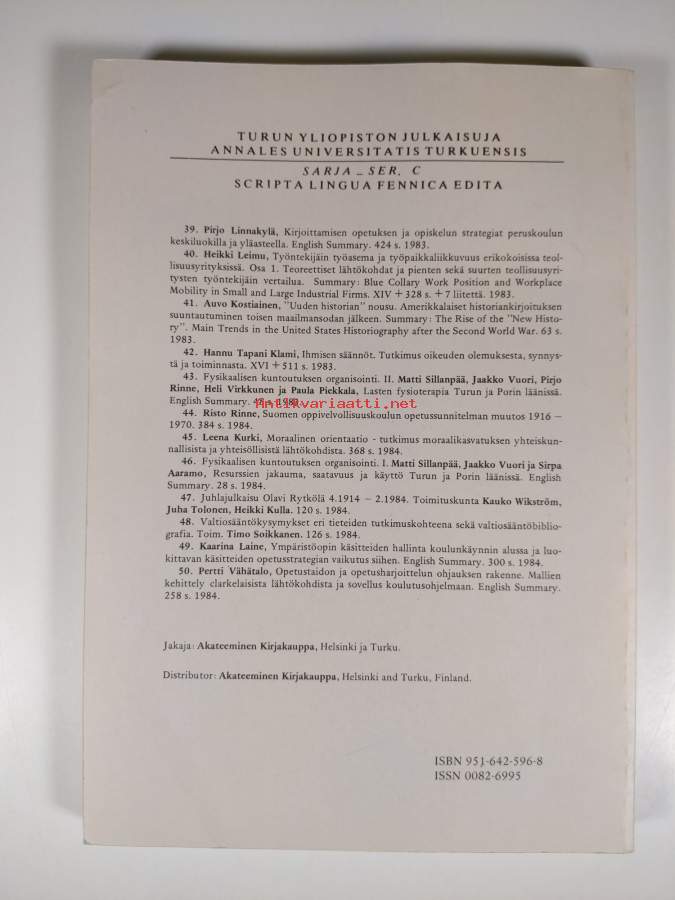 TURUN YLIOPISTON JULKAISUJA
ANNALES UNIVERSITATIS TURKUENSIS
SARJA _ SER. C
SCRIPTA LINGUA FENNICA EDITA
39. Pirjo Linnakylä, Kirjoittamisen opetuksen ja opiskelun strategiat peruskoulun
keskiluokilla ja yläasteella. English Summary. 424 s. 1983.
40. Heikki Leimu, Työntekijäin työasema ja työpaikkaliikkuvuus erikokoisissa teol-
lisuusyrityksissä. Osa 1. Teoreettiset lähtökohdat ja pienten sekä suurten teollisuusyri-
tysten työntekijäin vertailua. Summary: Blue Collary Work Position and Workplace
Mobility in Small and Large Industrial Firms. XIV + 328 s. + 7 liitettä. 1983.
41. Auvo Kostiainen, "Uuden historian" nousu. Amerikkalaiset historiankirjoituksen
suuntautuminen toisen maailmansodan jälkeen. Summary: The Rise of the "New Histo-
ry". Main Trends in the United States Historiography after the Second World War. 63 s.
1983.
42. Hannu Tapani Klami, Ihmisen säännöt. Tutkimus oikeuden olemuksesta, synnys-
tä ja toiminnasta. XVI + 511 s. 1983.
43. Fysikaalisen kuntoutuksen organisointi. II. Matti Sillanpää, Jaakko Vuori, Pirjo
Rinne, Heli Virkkunen ja Paula Piekkala, Lasten fysioterapia Turun ja Porin läänissä.
English Summary. s. 1983.
Antikvariaatti.net
44. Risto Rinne, Suomen oppivelvollisuuskoulun opetussunnitelman muutos 1916 –
1970. 384 s. 1984.
45. Leena Kurki, Moraalinen orientaatio - tutkimus moraalikasvatuksen yhteiskun-
nallisista ja yhteisöllisistä lähtökohdista. 368 s. 1984.
46. Fysikaalisen kuntoutuksen organisointi. I. Matti Sillanpää, Jaakko Vuori ja Sirpa
Aaramo, Resurssien jakauma, saatavuus ja käyttö Turun ja Porin läänissä. English
Summary. 28 s. 1984.
47. Juhlajulkaisu Olavi Rytkölä 4.1914 – 2.1984. Toimituskunta Kauko Wikström,
Juha Tolonen, Heikki Kulla. 120 s. 1984.
48. Valtiosääntökysymykset eri tieteiden tutkimuskohteena sekä valtiosääntöbiblio-
grafia. Toim. Timo Soikkanen. 126 s. 1984.
49. Kaarina Laine, Ympäristöopin käsitteiden hallinta koulunkäynnin alussa ja luo-
kittavan käsitteiden opetusstrategian vaikutus siihen. English Summary. 300 s. 1984.
50. Pertti Vähätalo, Opetustaidon ja opetusharjoittelun ohjauksen rakenne. Mallien
kehittely clarkelaisista lähtökohdista ja sovellus koulutusohjelmaan. English Summary.
258 s. 1984.
Jakaja: Akateeminen Kirjakauppa, Helsinki ja Turku.
Distributor: Akateeminen Kirjakauppa, Helsinki and Turku, Finland.
ISBN 951-642-596-8
ISSN 0082-6995